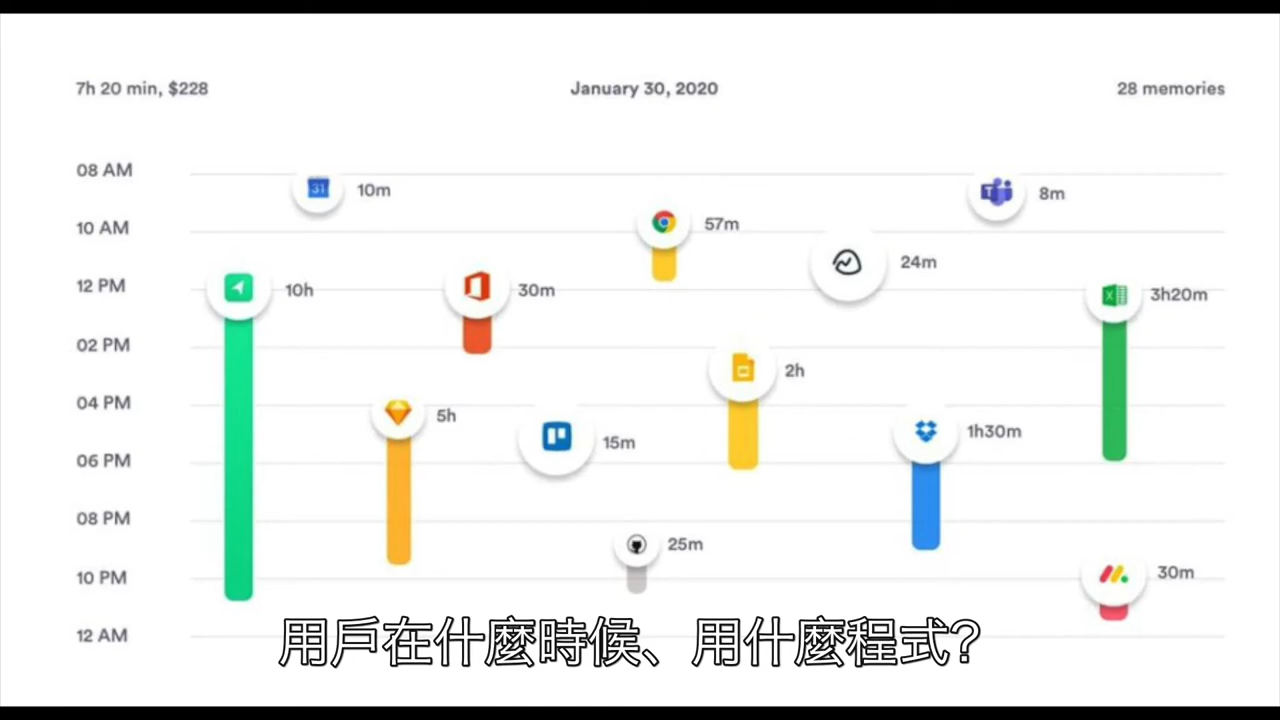 7h 20 min, $228
January 30, 2020
28 memories
08 AM
31
10m
T
8m
10 AM
57m
24m
12 PM
10h
30m
X
3h20m
02 PM
2h
04 PM
5h
15m
1h30m
06 PM
08 PM
25m
10 PM
30m
12 AM
用戶在什麼時候、用什麼程式?